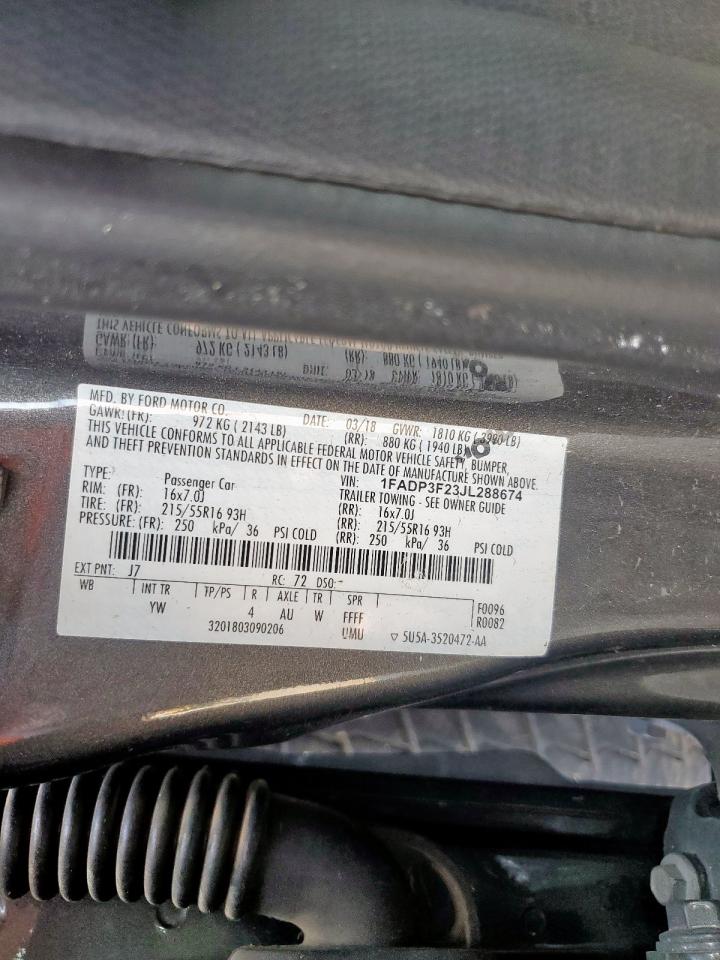 MFD. BY FORD MOTOR CO.
DATE: 03/18 GVWR: 1810 KG ( LB)
GAWR:(FR): 972 KG ( 2143 LB) (RR): 880 KG ( 1940 LB)
THIS VEHICLE CONFORMS TO ALL APPLICABLE FEDERAL MOTOR VEHICLE SAFETY, BUMPER,
AND THEFT PREVENTION STANDARDS IN EFFECT ON THE DATE OF MANUFACTURE SHOWN ABOVE.
VIN: 1FADP3F23JL288674
TYPE: Passenger Car TRAILER TOWING - SEE OWNER GUIDE
RIM: (FR): 16x7.0J (RR): 16x7.0J
TIRE: (FR): 215/55R16 93H (RR): 215/55R16 93H
PRESSURE:(FR): 250 kPa/ 36 PSI COLD (RR): 250 kPa/ 36 PSI COLD
EXT PNT: J7 RC: 72 DSO:
WB INT TR TP/PS R AXLE TR SPR F0096
YW 4 AU W FFFF R0082
3201803090206 UMU ▽ 5U5A-3520472-AA